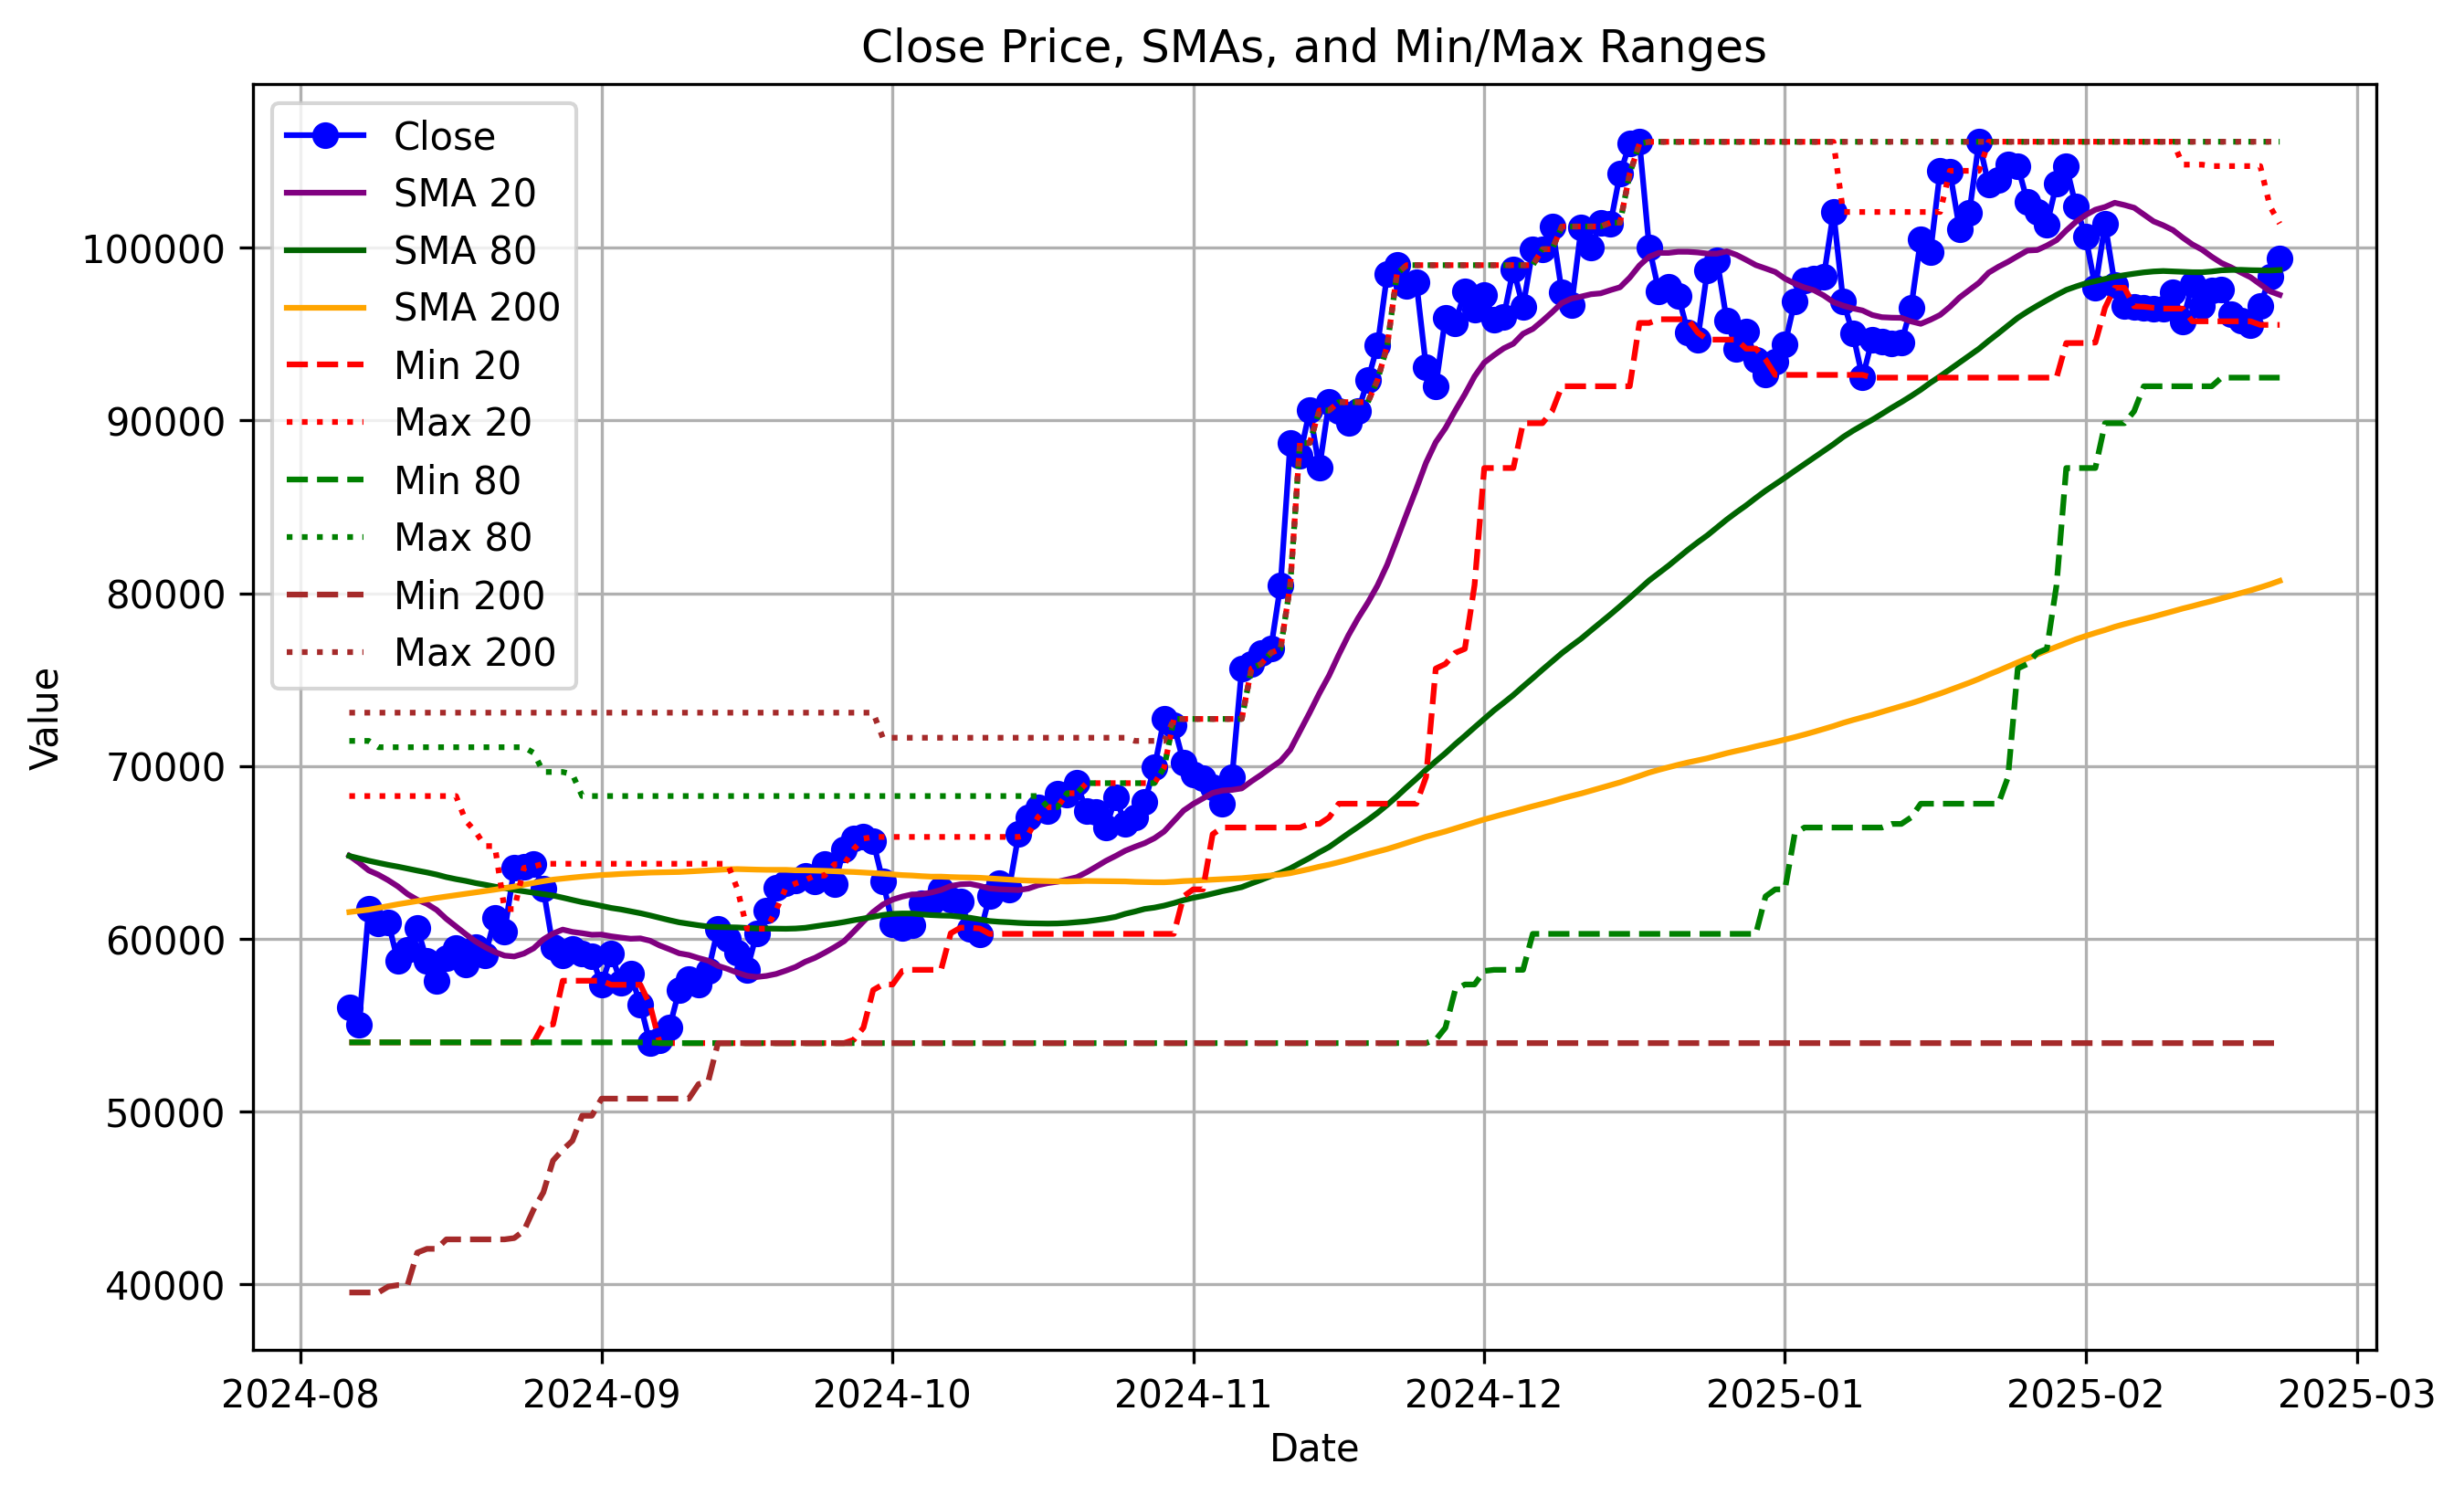 Close Price, SMAs, and Min/Max Ranges
Close
SMA 20
SMA 80
SMA 200
Min 20
Max 20
Min 80
Max 80
Min 200
Max 200
Value
100000
90000
80000
70000
60000
50000
40000
2024-08 2024-09 2024-10 2024-11 2024-12 2025-01 2025-02 2025-03
Date